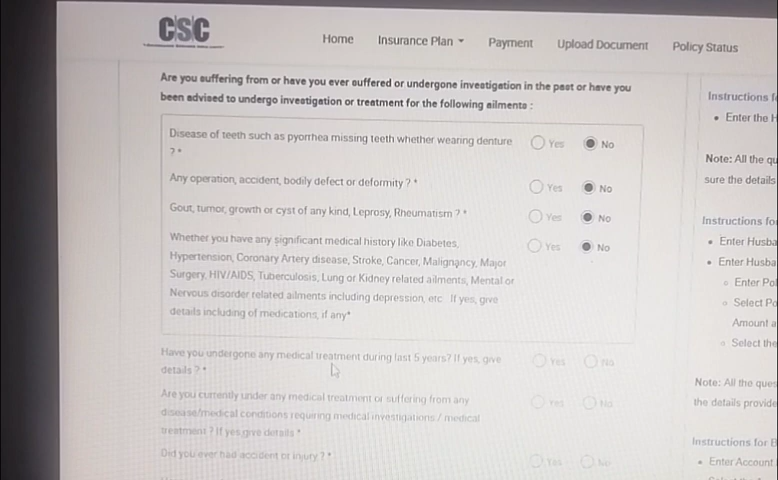 CSC
Home Insurance Plan Payment Upload Document Policy Status
Are you suffering from or have you ever suffered or undergone investigation in the past or have you
been advised to undergo investigation or treatment for the following ailments :
Disease of teeth such as pyorrhea missing teeth whether wearing denture Yes No
? *
Any operation, accident, bodily defect or deformity ? * Yes No
Gout, tumor, growth or cyst of any kind, Leprosy, Rheumatism ? * Yes No
Whether you have any significant medical history like Diabetes, Yes No
Hypertension, Coronary Artery disease, Stroke, Cancer, Malignancy, Major
Surgery, HIV/AIDS, Tuberculosis, Lung or Kidney related ailments, Mental or
Nervous disorder related ailments including depression, etc If yes, give
details including of medications, if any*
Have you undergone any medical treatment during last 5 years? If yes, give Yes No
details ? *
Are you currently under any medical treatment or suffering from any Yes No
disease/medical conditions requiring medical investigations / medical
treatment ? If yes give details *
Did you ever had accident or injury ? * Yes No
Instructions
• Enter the
Note: All the
sure the details
Instructions for
• Enter
• Enter
Enter
Select
Amount
Select the
Note: All the
the details
Instructions for
• Enter Account